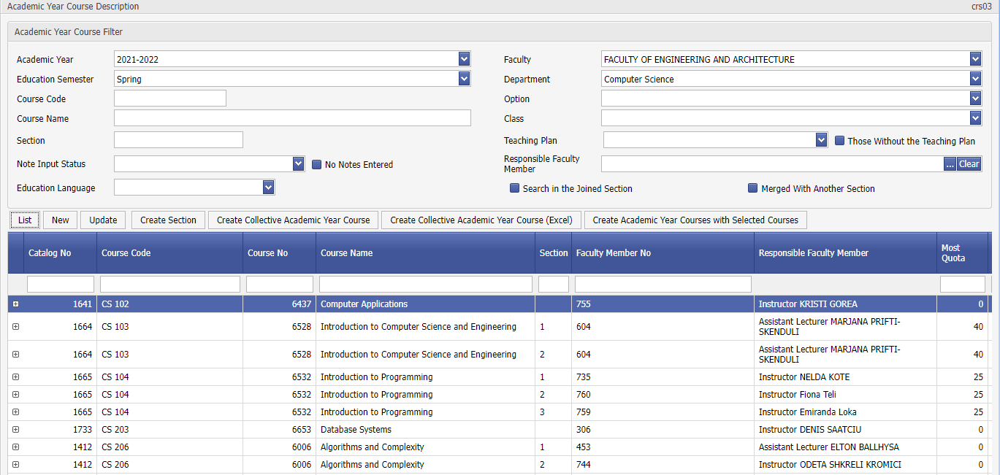 Academic Year Course Description crs03
Academic Year Course Filter
Academic Year 2021-2022 Faculty FACULTY OF ENGINEERING AND ARCHITECTURE
Education Semester Spring Department Computer Science
Course Code Option
Course Name Class
Section Teaching Plan Those Without the Teaching Plan
Note Input Status No Notes Entered Responsible Faculty Member ... Clear
Education Language Search in the Joined Section Merged With Another Section
List New Update Create Section Create Collective Academic Year Course Create Collective Academic Year Course (Excel) Create Academic Year Courses with Selected Courses
Catalog No Course Code Course No Course Name Section Faculty Member No Responsible Faculty Member Most Quota
1641 CS 102 6437 Computer Applications 755 Instructor KRISTI GOREA 0
1664 CS 103 6528 Introduction to Computer Science and Engineering 1 604 Assistant Lecturer MARJANA PRIFTI-SKENDULI 40
1664 CS 103 6528 Introduction to Computer Science and Engineering 2 604 Assistant Lecturer MARJANA PRIFTI-SKENDULI 40
1665 CS 104 6532 Introduction to Programming 1 735 Instructor NELDA KOTE 25
1665 CS 104 6532 Introduction to Programming 2 760 Instructor Fiona Teli 25
1665 CS 104 6532 Introduction to Programming 3 759 Instructor Emiranda Loka 25
1733 CS 203 6653 Database Systems 306 Instructor DENIS SAATCIU 0
1412 CS 206 6006 Algorithms and Complexity 1 453 Assistant Lecturer ELTON BALLHYSA 0
1412 CS 206 6006 Algorithms and Complexity 2 744 Instructor ODETA SHKRELI KROMICI 0